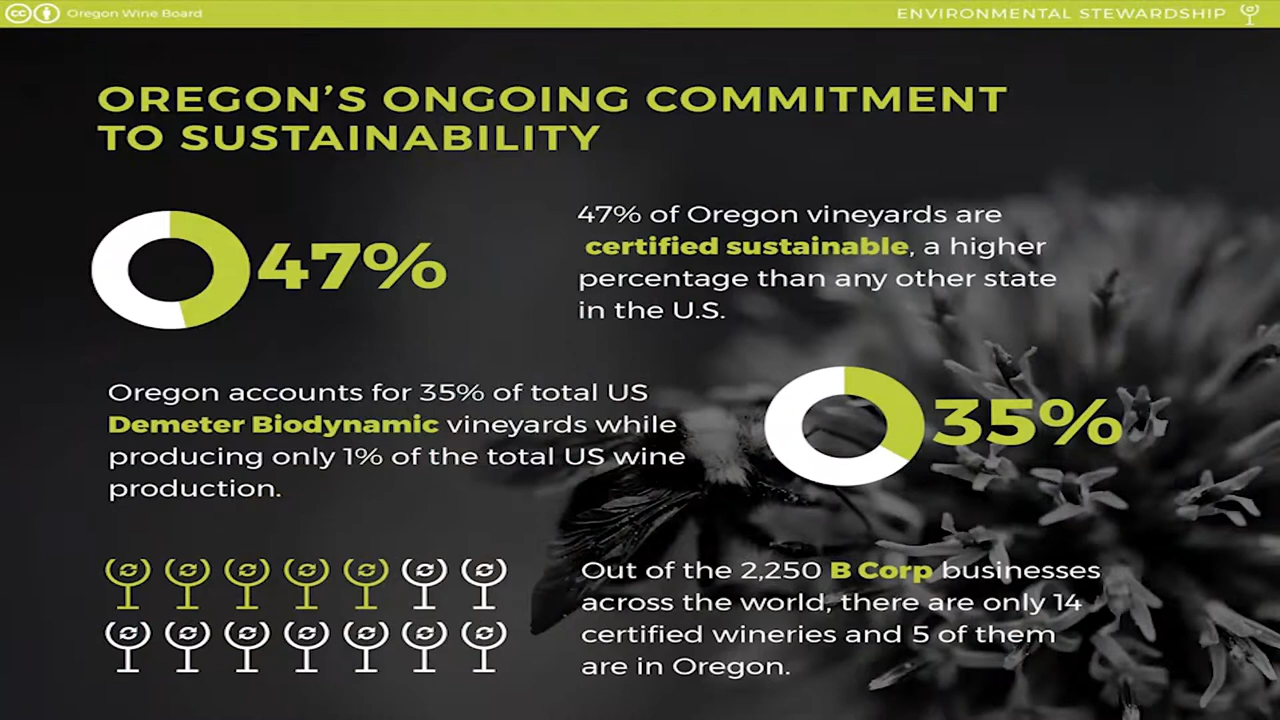 cc Oregon Wine Board
ENVIRONMENTAL STEWARDSHIP
OREGON'S ONGOING COMMITMENT
TO SUSTAINABILITY
47%
47% of Oregon vineyards are
certified sustainable, a higher
percentage than any other state
in the U.S.
Oregon accounts for 35% of total US
Demeter Biodynamic vineyards while
producing only 1% of the total US wine
production.
35%
Out of the 2,250 B Corp businesses
across the world, there are only 14
certified wineries and 5 of them
are in Oregon.